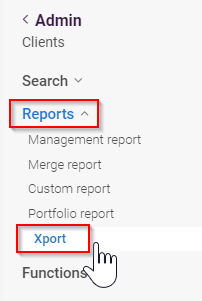 Admin
Clients
Search
Reports
Management report
Merge report
Custom report
Portfolio report
Xport
Functions